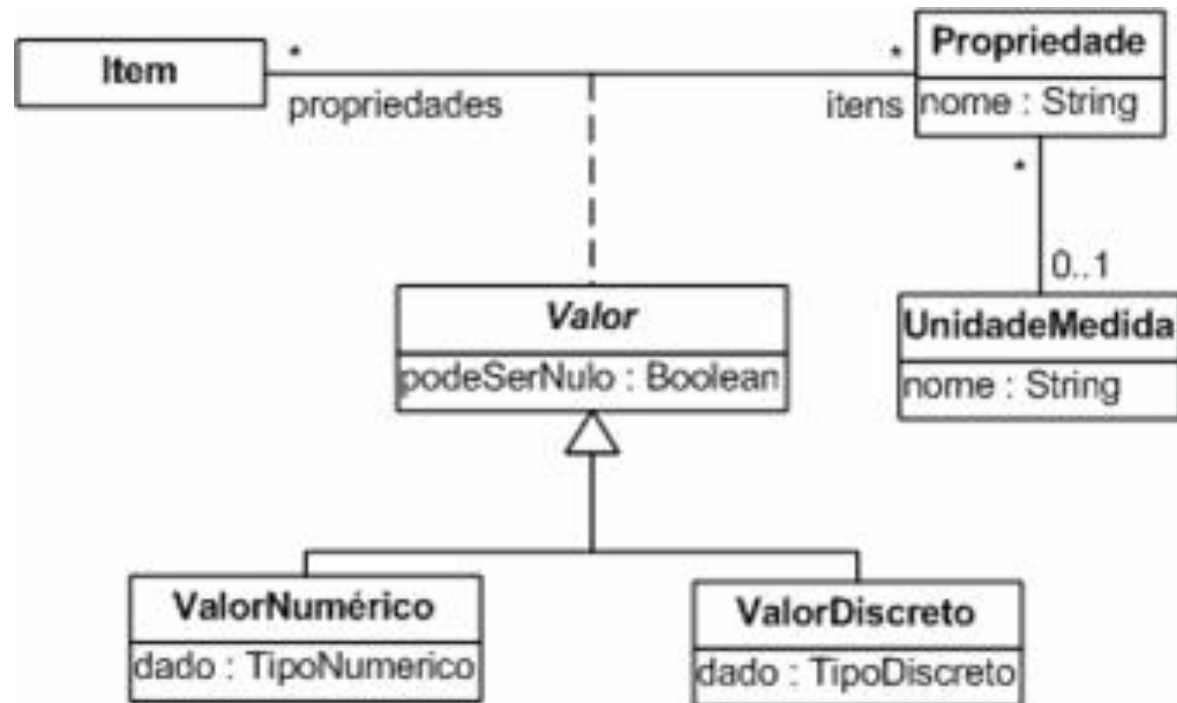 Item
*
propriedades
*
itens
Propriedade
nome : String
*
0..1
UnidadeMedida
nome : String
Valor
podeSerNulo : Boolean
ValorNumérico
dado : TipoNumerico
ValorDiscreto
dado : TipoDiscreto